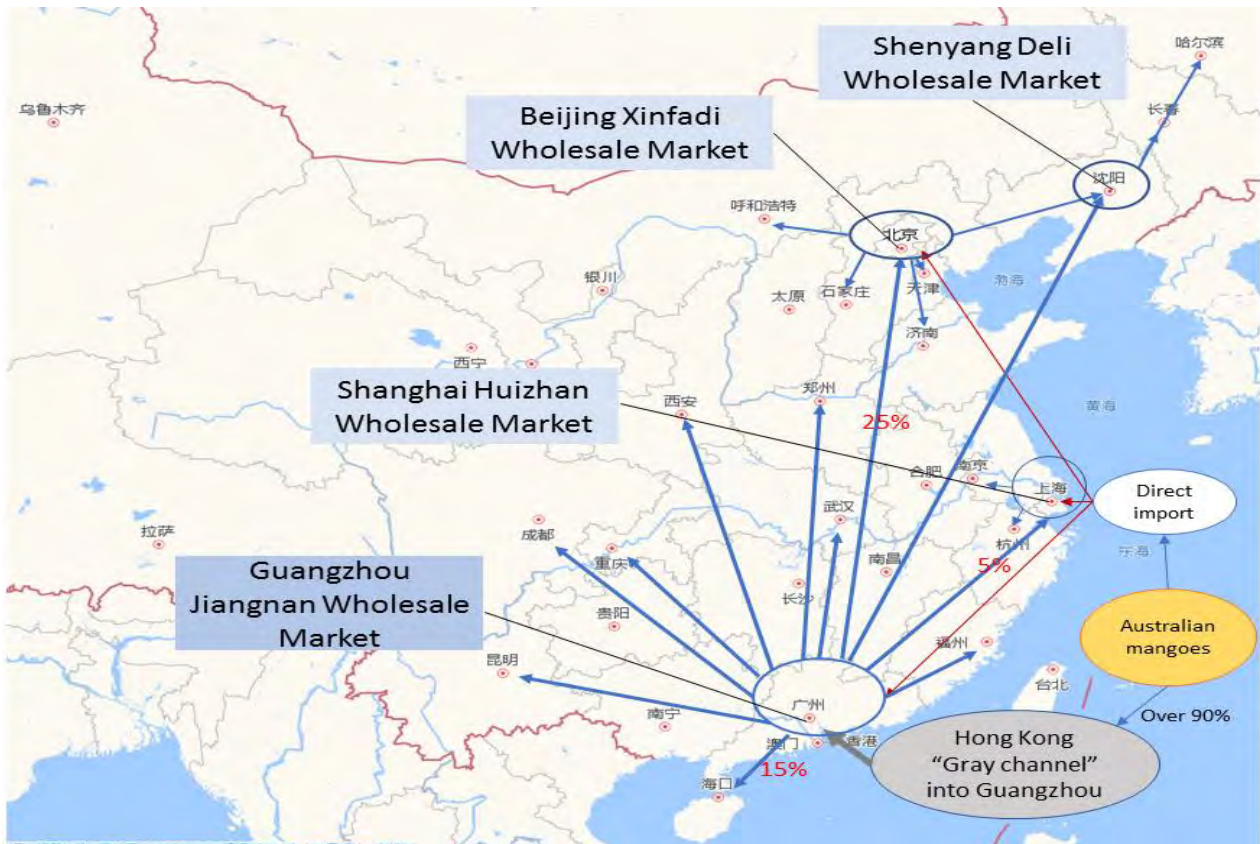 Shenyang Deli
Wholesale Market
哈尔滨
乌鲁木齐
长春
Beijing Xinfadi
Wholesale Market
沈阳
呼和浩特
北京
银川
天津
渤海
太原
石家庄
济南
西宁
Shanghai Huizhan
Wholesale Market
郑州
黄海
西安
25%
南京
合肥
上海
Direct
import
武汉
成都
拉萨
杭州
东海
重庆
南昌
5%
Guangzhou
Jiangnan Wholesale
Market
长沙
贵阳
Australian
mangoes
福州
昆明
台北
广州
南宁
Over 90%
澳门
香港
Hong Kong
“Gray channel”
into Guangzhou
15%
海口